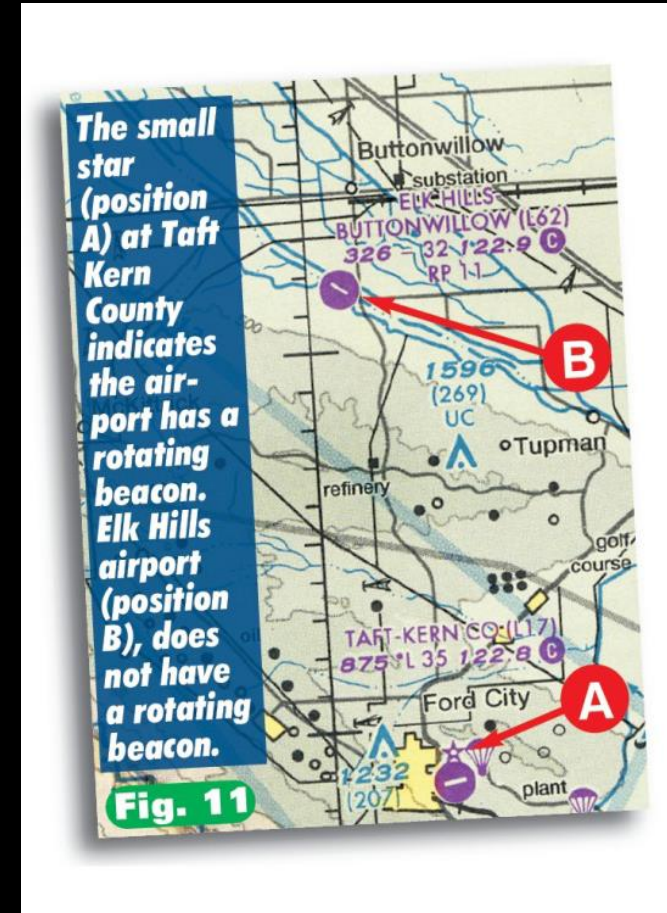 The small
star
(position
A) at Taft
Kern
County
indicates
the air-
port has a
rotating
beacon.
Elk Hills
airport
(position
B), does
not have
a rotating
beacon.
Fig. 11
Buttonwillow
substation
ELK HILLS
BUTTONWILLOW (L62)
326 – 32 122.9 C
RP 11
B
500
1596
(269)
UC
Tupman
refinery
golf
course
oil
TAFT-KERN CO (L17)
875 *L 35 122.8 C
A
Ford City
1232
(207)
plant